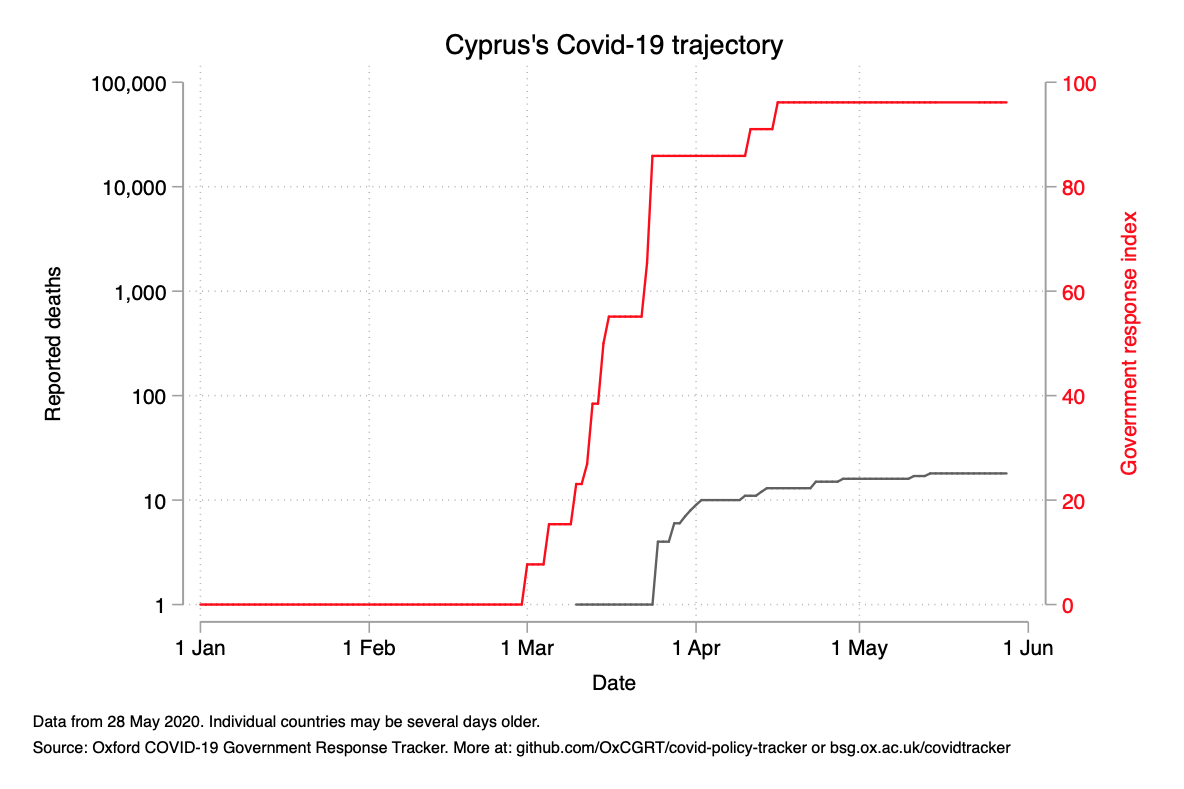 Cyprus's Covid-19 trajectory
100,000
10,000
1,000
100
10
1
Reported deaths
100
80
60
40
20
0
Government response index
1 Jan
1 Feb
1 Mar
1 Apr
1 May
1 Jun
Date
Data from 28 May 2020. Individual countries may be several days older.
Source: Oxford COVID-19 Government Response Tracker. More at: github.com/OxCGRT/covid-policy-tracker or bsg.ox.ac.uk/covidtracker